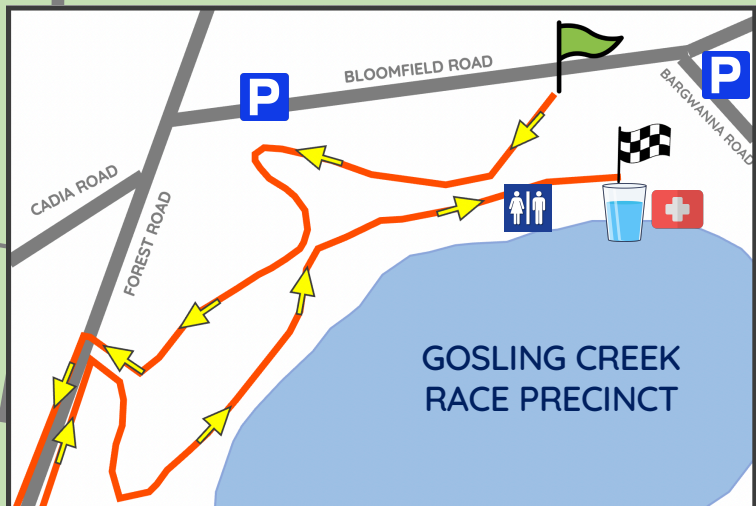 BLOOMFIELD ROAD
P
P
BARGWANNA ROAD
CADIA ROAD
FOREST ROAD
GOSLING CREEK
RACE PRECINCT